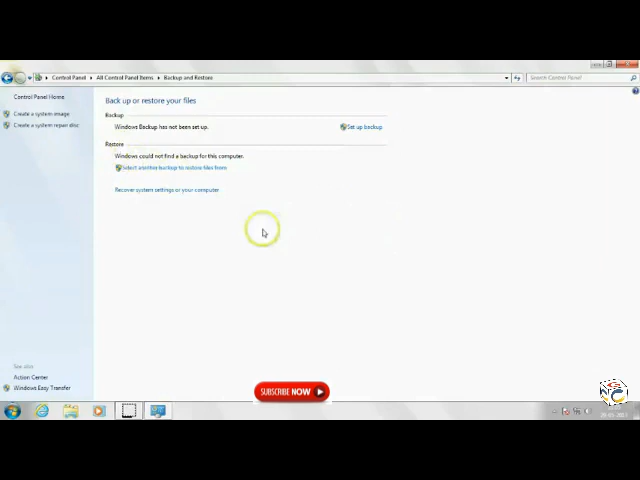 Control Panel ▸ All Control Panel Items ▸ Backup and Restore
Search Control Panel
Control Panel Home
Create a system image
Create a system repair disc
Back up or restore your files
Backup
Windows Backup has not been set up.
Set up backup
Restore
Windows could not find a backup for this computer.
Select another backup to restore files from
Recover system settings or your computer
See also
Action Center
Windows Easy Transfer
SUBSCRIBE NOW